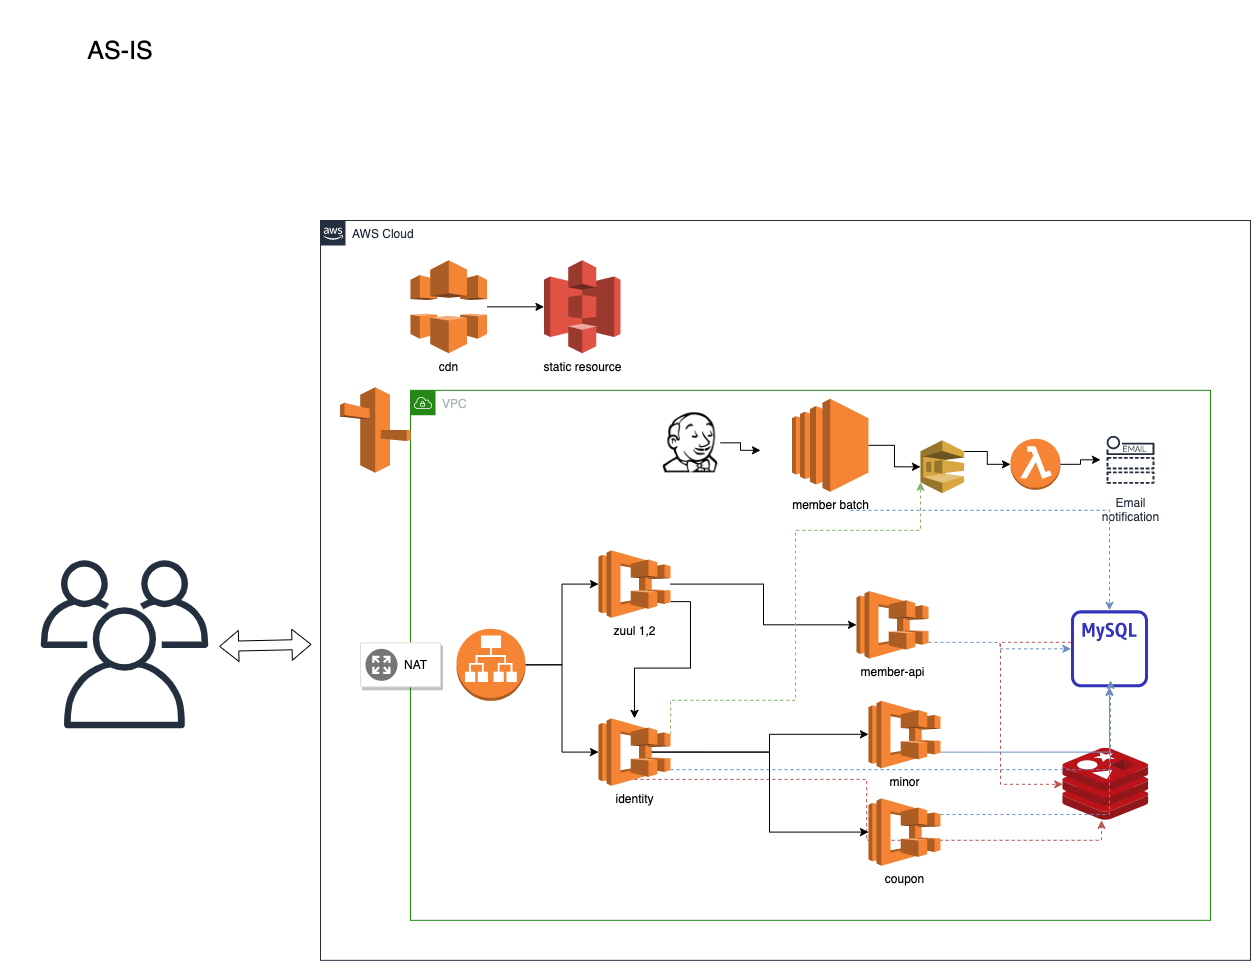 AS-IS
aws
AWS Cloud
cdn
static resource
VPC
member batch
EMAIL
Email
notification
zuul 1,2
member-api
MySQL
NAT
identity
minor
coupon